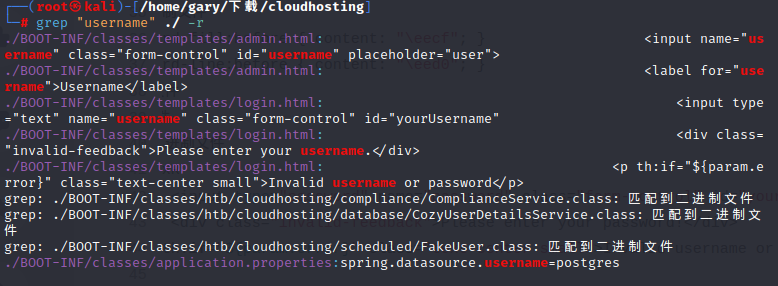 ┌──(root㉿kali)-[/home/gary/下载/cloudhosting]
└─# grep "username" ./ -r
./BOOT-INF/classes/templates/admin.html:                                        <input name="us
ername" class="form-control" id="username" placeholder="user">
./BOOT-INF/classes/templates/admin.html:                                        <label for="use
rname">Username</label>
./BOOT-INF/classes/templates/login.html:                                            <input type
="text" name="username" class="form-control" id="yourUsername"
./BOOT-INF/classes/templates/login.html:                                            <div class=
"invalid-feedback">Please enter your username.</div>
./BOOT-INF/classes/templates/login.html:                                    <p th:if="${param.e
rror}" class="text-center small">Invalid username or password</p>
grep: ./BOOT-INF/classes/htb/cloudhosting/compliance/ComplianceService.class: 匹配到二进制文件
grep: ./BOOT-INF/classes/htb/cloudhosting/database/CozyUserDetailsService.class: 匹配到二进制文
件
grep: ./BOOT-INF/classes/htb/cloudhosting/scheduled/FakeUser.class: 匹配到二进制文件
./BOOT-INF/classes/application.properties:spring.datasource.username=postgres